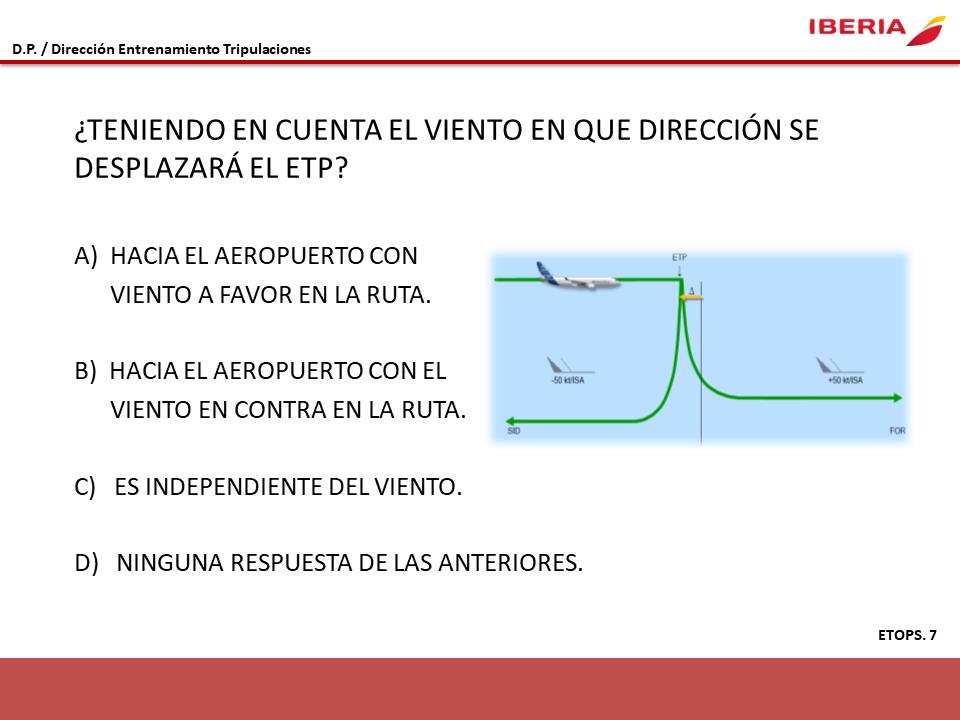 IBERIA
D.P. / Dirección Entrenamiento Tripulaciones
¿TENIENDO EN CUENTA EL VIENTO EN QUE DIRECCIÓN SE
DESPLAZARÁ EL ETP?
A) HACIA EL AEROPUERTO CON
VIENTO A FAVOR EN LA RUTA.
B) HACIA EL AEROPUERTO CON EL
VIENTO EN CONTRA EN LA RUTA.
C) ES INDEPENDIENTE DEL VIENTO.
D) NINGUNA RESPUESTA DE LAS ANTERIORES.
ETP
Δ
-50 kt/ISA
+50 kt/ISA
SID
FOR
ETOPS. 7